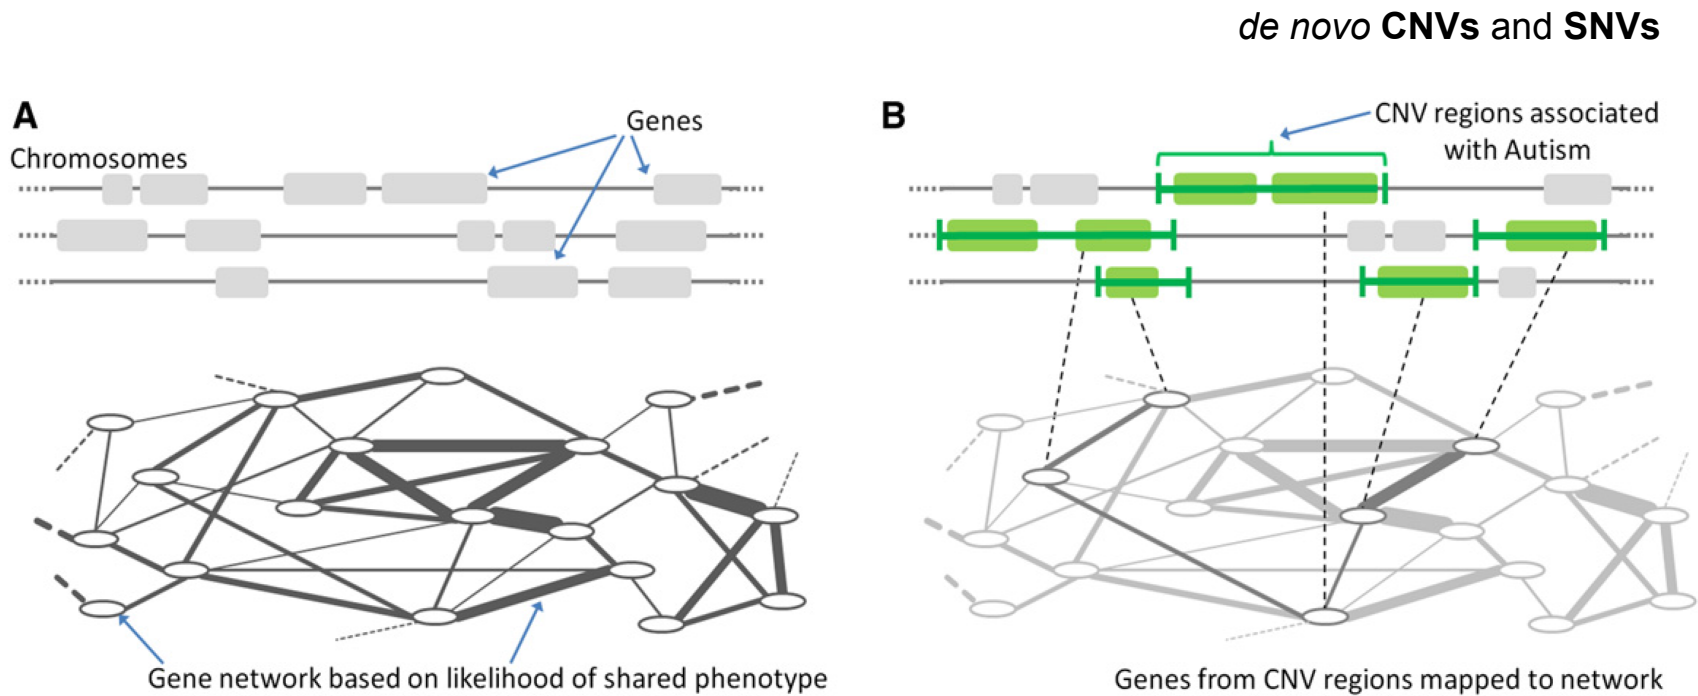 de novo CNVs and SNVs
A
Genes
Chromosomes
Gene network based on likelihood of shared phenotype
B
CNV regions associated
with Autism
Genes from CNV regions mapped to network